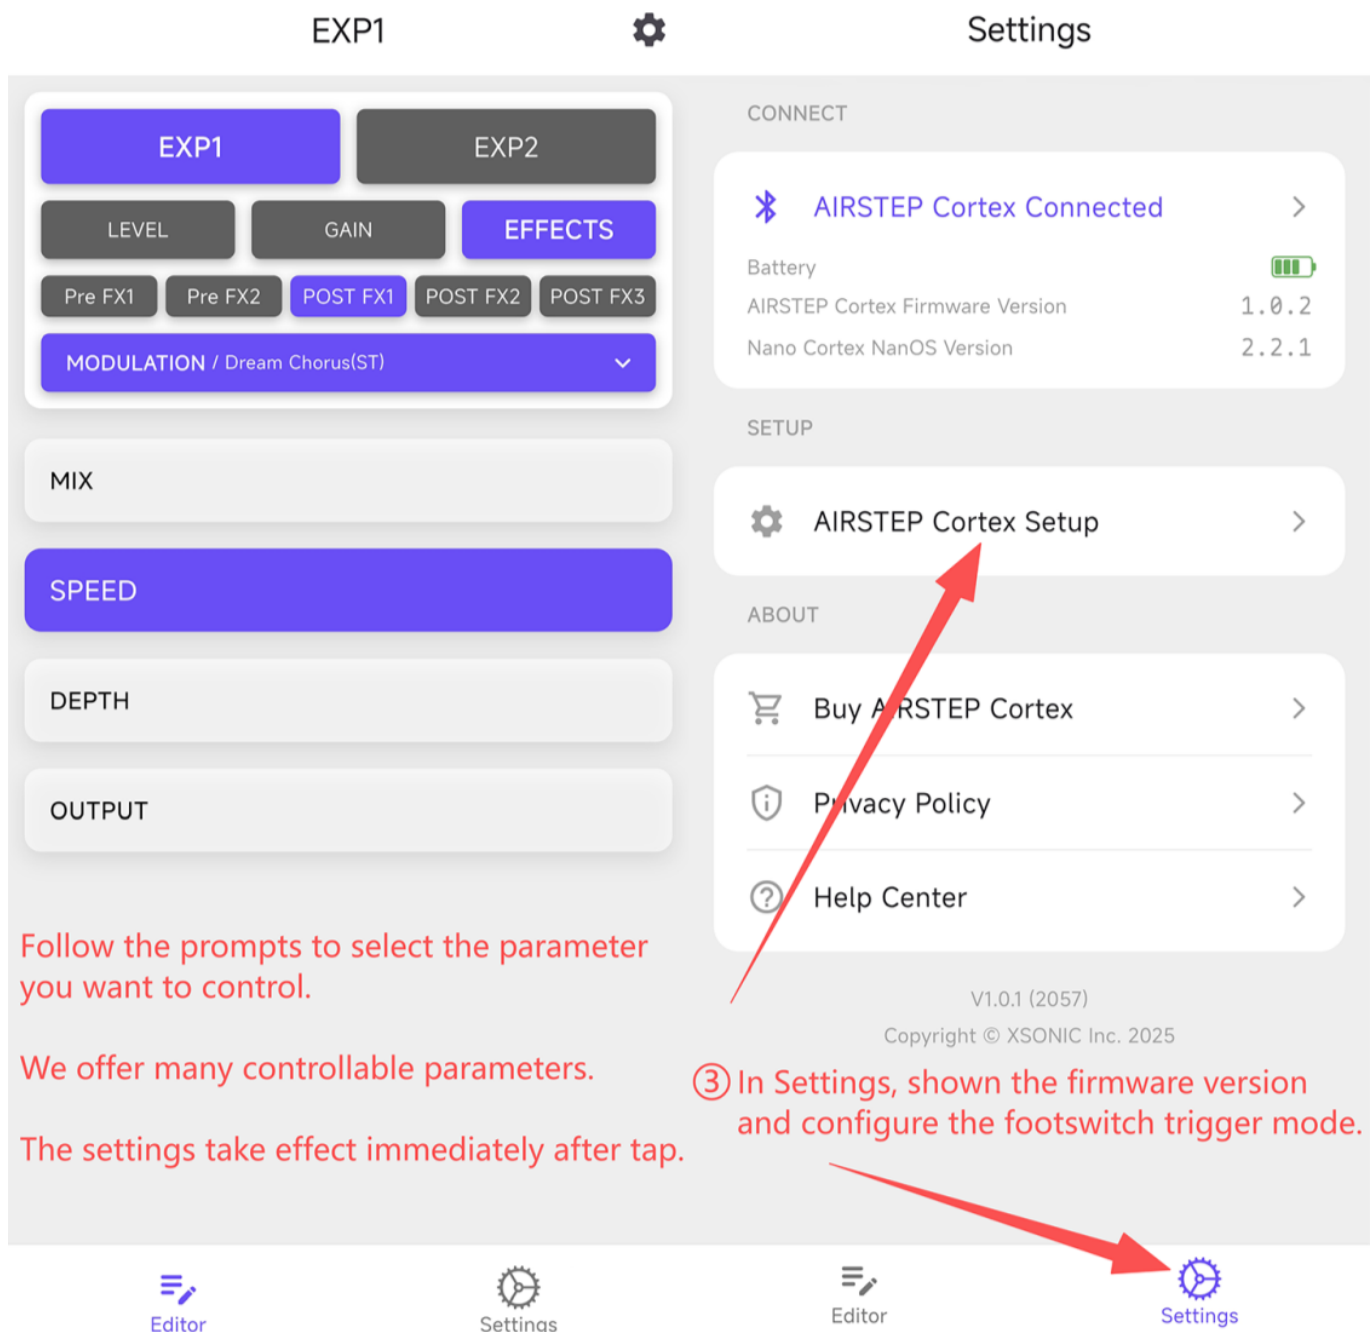 EXP1
EXP1
EXP2
LEVEL
GAIN
EFFECTS
Pre FX1
Pre FX2
POST FX1
POST FX2
POST FX3
MODULATION / Dream Chorus(ST)
MIX
SPEED
DEPTH
OUTPUT
Follow the prompts to select the parameter
you want to control.
We offer many controllable parameters.
The settings take effect immediately after tap.
Editor
Settings
Settings
CONNECT
AIRSTEP Cortex Connected
Battery
AIRSTEP Cortex Firmware Version 1.0.2
Nano Cortex NanOS Version 2.2.1
SETUP
AIRSTEP Cortex Setup
ABOUT
Buy AIRSTEP Cortex
Privacy Policy
Help Center
V1.0.1 (2057)
Copyright © XSONIC Inc. 2025
③ In Settings, shown the firmware version
and configure the footswitch trigger mode.
Editor
Settings